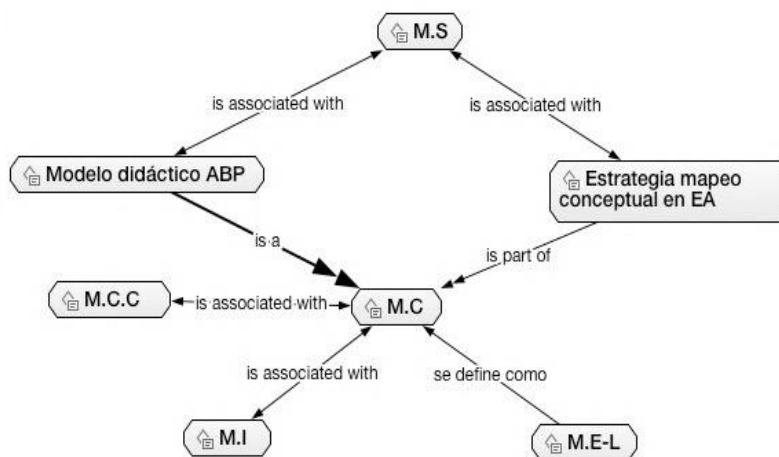 M.S
is associated with
is associated with
Modelo didáctico ABP
Estrategia mapeo
conceptual en EA
is a
is part of
M.C.C
is associated with
M.C
is associated with
se define como
M.I
M.E-L